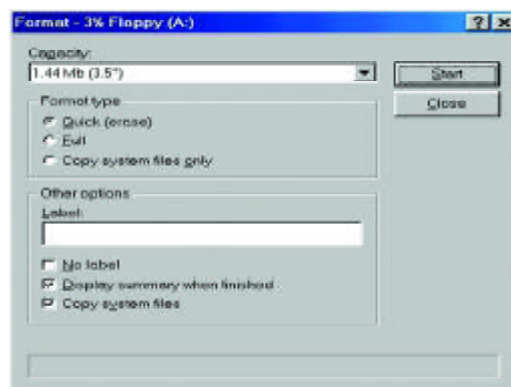 Format - 3½ Floppy (A:)
Capacity:
1.44 Mb (3.5")
Start
Close
Format type
Quick (erase)
Full
Copy system files only
Other options
Label:
No label
Display summary when finished
Copy system files